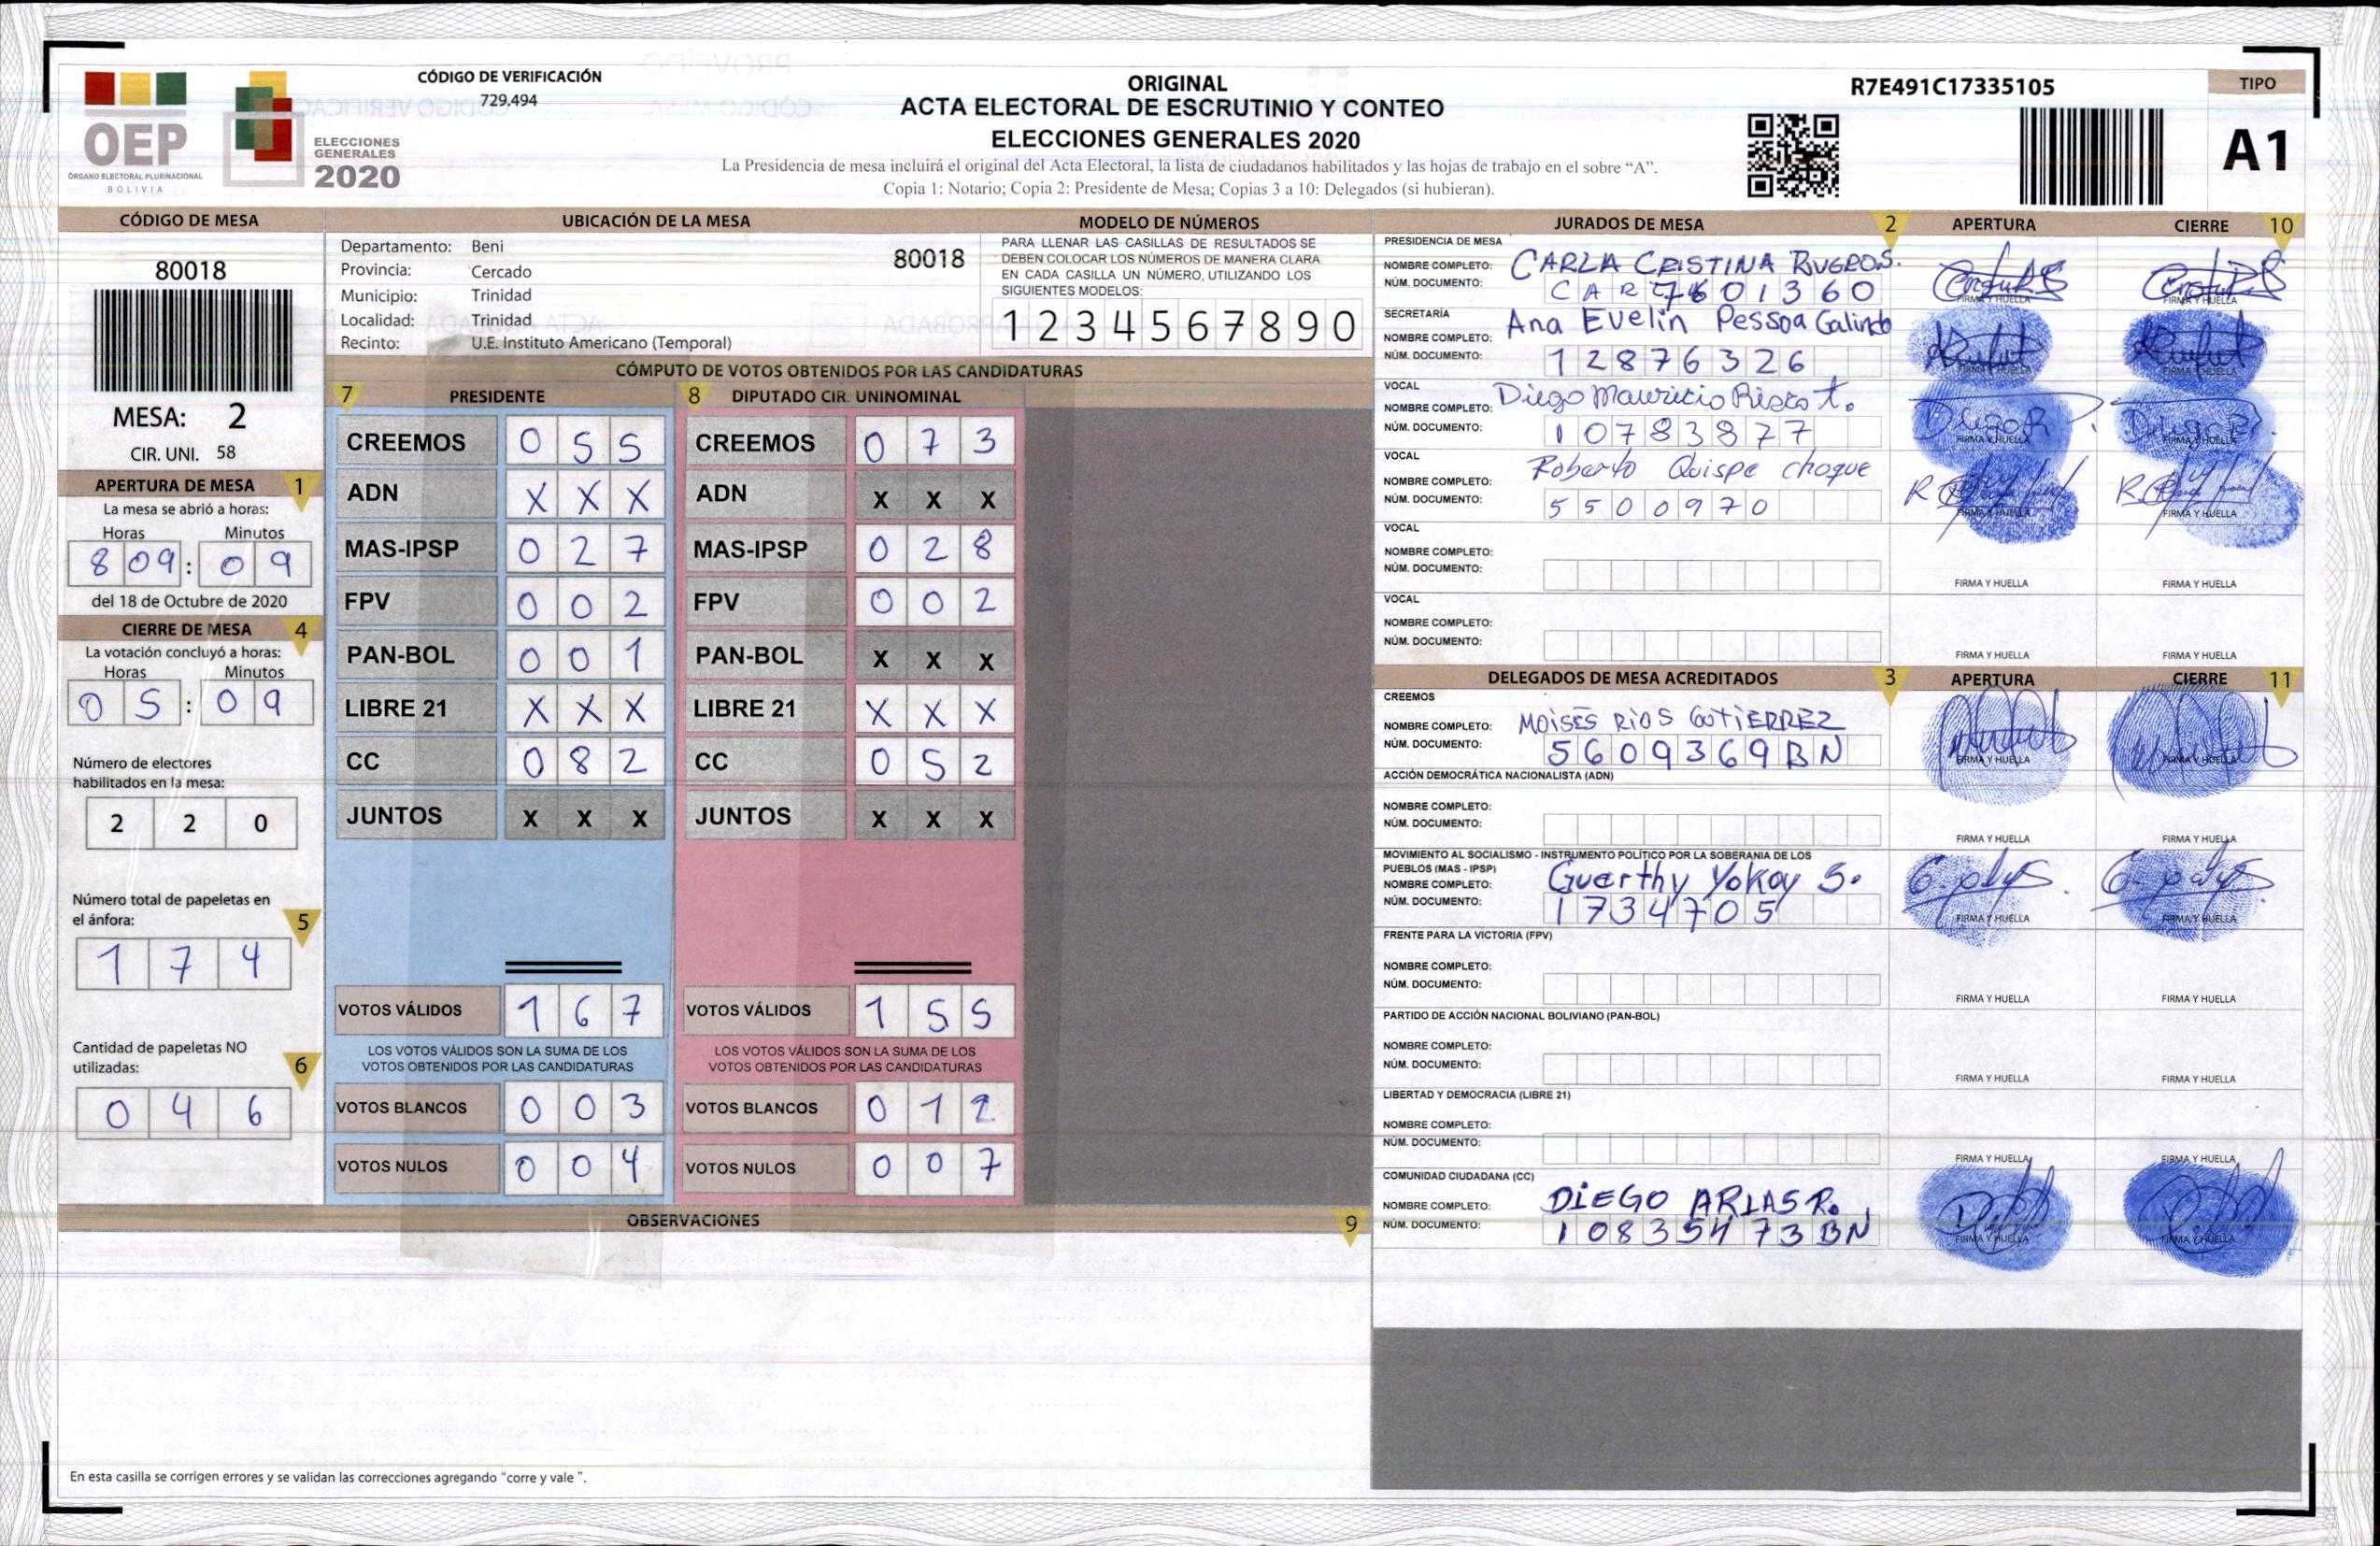 CÓDIGO DE VERIFICACIÓN
729.494
OEP
ÓRGANO ELECTORAL PLURINACIONAL
BOLIVIA
ELECCIONES
GENERALES
2020
ORIGINAL
ACTA ELECTORAL DE ESCRUTINIO Y CONTEO
ELECCIONES GENERALES 2020
La Presidencia de mesa incluirá el original del Acta Electoral, la lista de ciudadanos habilitados y las hojas de trabajo en el sobre “A”.
Copia 1: Notario; Copia 2: Presidente de Mesa; Copias 3 a 10: Delegados (si hubieran).
R7E491C17335105
TIPO
A1
CÓDIGO DE MESA
80018
MESA: 2
CIR. UNI. 58
APERTURA DE MESA 1
La mesa se abrió a horas:
Horas Minutos
8 09 : 0 9
del 18 de Octubre de 2020
CIERRE DE MESA 4
La votación concluyó a horas:
Horas Minutos
0 5 : 0 9
Número de electores
habilitados en la mesa:
2 2 0
Número total de papeletas en
el ánfora: 5
1 7 4
Cantidad de papeletas NO
utilizadas: 6
0 4 6
UBICACIÓN DE LA MESA
Departamento: Beni
80018
Provincia: Cercado
Municipio: Trinidad
Localidad: Trinidad
Recinto: U.E. Instituto Americano (Temporal)
MODELO DE NÚMEROS
PARA LLENAR LAS CASILLAS DE RESULTADOS SE
DEBEN COLOCAR LOS NÚMEROS DE MANERA CLARA
EN CADA CASILLA UN NÚMERO, UTILIZANDO LOS
SIGUIENTES MODELOS:
1 2 3 4 5 6 7 8 9 0
CÓMPUTO DE VOTOS OBTENIDOS POR LAS CANDIDATURAS
7 PRESIDENTE
CREEMOS 0 5 5
ADN X X X
MAS-IPSP 0 2 7
FPV 0 0 2
PAN-BOL 0 0 1
LIBRE 21 X X X
CC 0 8 2
JUNTOS X X X
VOTOS VÁLIDOS 1 6 7
LOS VOTOS VÁLIDOS SON LA SUMA DE LOS
VOTOS OBTENIDOS POR LAS CANDIDATURAS
VOTOS BLANCOS 0 0 3
VOTOS NULOS 0 0 4
8 DIPUTADO CIR. UNINOMINAL
CREEMOS 0 7 3
ADN X X X
MAS-IPSP 0 2 8
FPV 0 0 2
PAN-BOL X X X
LIBRE 21 X X X
CC 0 5 2
JUNTOS X X X
VOTOS VÁLIDOS 1 5 5
LOS VOTOS VÁLIDOS SON LA SUMA DE LOS
VOTOS OBTENIDOS POR LAS CANDIDATURAS
VOTOS BLANCOS 0 1 2
VOTOS NULOS 0 0 7
OBSERVACIONES 9
En esta casilla se corrigen errores y se validan las correcciones agregando “corre y vale ”.
JURADOS DE MESA 2 APERTURA CIERRE 10
PRESIDENCIA DE MESA
NOMBRE COMPLETO: CARLA CRISTINA
NÚM. DOCUMENTO:
FIRMA Y HUELLA FIRMA Y HUELLA
SECRETARÍA
NOMBRE COMPLETO: Ana Evelin Pessoa Galindo
NÚM. DOCUMENTO: 12876326
FIRMA Y HUELLA FIRMA Y HUELLA
VOCAL
NOMBRE COMPLETO: Diego Mauricio Risco T.
NÚM. DOCUMENTO: 10783877
FIRMA Y HUELLA FIRMA Y HUELLA
VOCAL
NOMBRE COMPLETO: Roberto Quispe choque
NÚM. DOCUMENTO: 5500970
FIRMA Y HUELLA FIRMA Y HUELLA
VOCAL
NOMBRE COMPLETO:
NÚM. DOCUMENTO:
FIRMA Y HUELLA FIRMA Y HUELLA
VOCAL
NOMBRE COMPLETO:
NÚM. DOCUMENTO:
FIRMA Y HUELLA FIRMA Y HUELLA
DELEGADOS DE MESA ACREDITADOS 3 APERTURA CIERRE 11
CREEMOS
NOMBRE COMPLETO: MOISÉS RIOS GUTIERREZ
NÚM. DOCUMENTO: 5609369BN
FIRMA Y HUELLA FIRMA Y HUELLA
ACCIÓN DEMOCRÁTICA NACIONALISTA (ADN)
NOMBRE COMPLETO:
NÚM. DOCUMENTO:
FIRMA Y HUELLA FIRMA Y HUELLA
MOVIMIENTO AL SOCIALISMO - INSTRUMENTO POLÍTICO POR LA SOBERANIA DE LOS
PUEBLOS (MAS - IPSP)
NOMBRE COMPLETO: Guerthy Yokoy S.
NÚM. DOCUMENTO: 1734705
FIRMA Y HUELLA FIRMA Y HUELLA
FRENTE PARA LA VICTORIA (FPV)
NOMBRE COMPLETO:
NÚM. DOCUMENTO:
FIRMA Y HUELLA FIRMA Y HUELLA
PARTIDO DE ACCIÓN NACIONAL BOLIVIANO (PAN-BOL)
NOMBRE COMPLETO:
NÚM. DOCUMENTO:
FIRMA Y HUELLA FIRMA Y HUELLA
LIBERTAD Y DEMOCRACIA (LIBRE 21)
NOMBRE COMPLETO:
NÚM. DOCUMENTO:
FIRMA Y HUELLA FIRMA Y HUELLA
COMUNIDAD CIUDADANA (CC)
NOMBRE COMPLETO: DIEGO ARIAS R.
NÚM. DOCUMENTO: 10835473BN
FIRMA Y HUELLA FIRMA Y HUELLA